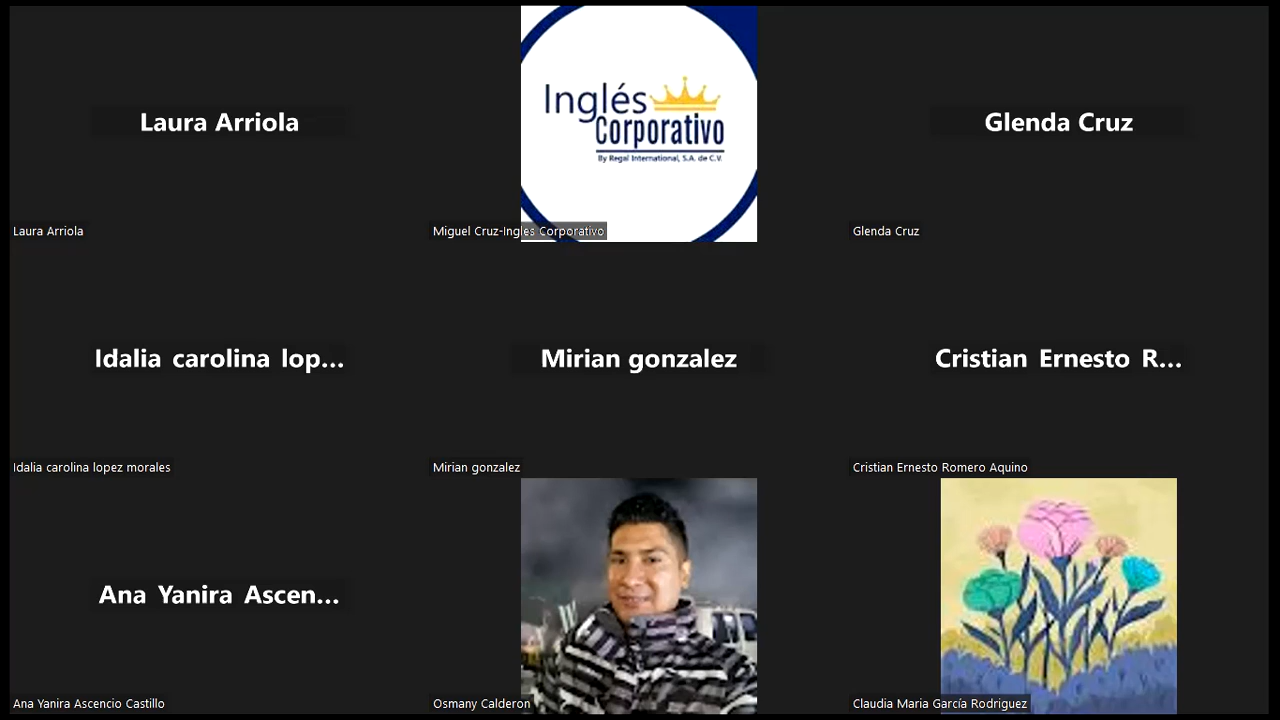 Laura Arriola
Laura Arriola
Inglés
Corporativo
By Regal International, S.A. de C.V.
Miguel Cruz-Ingles Corporativo
Glenda Cruz
Glenda Cruz
Idalia carolina lop...
Idalia carolina lopez morales
Mirian gonzalez
Mirian gonzalez
Cristian Ernesto R...
Cristian Ernesto Romero Aquino
Ana Yanira Ascen...
Ana Yanira Ascencio Castillo
Osmany Calderon
Claudia Maria García Rodriguez